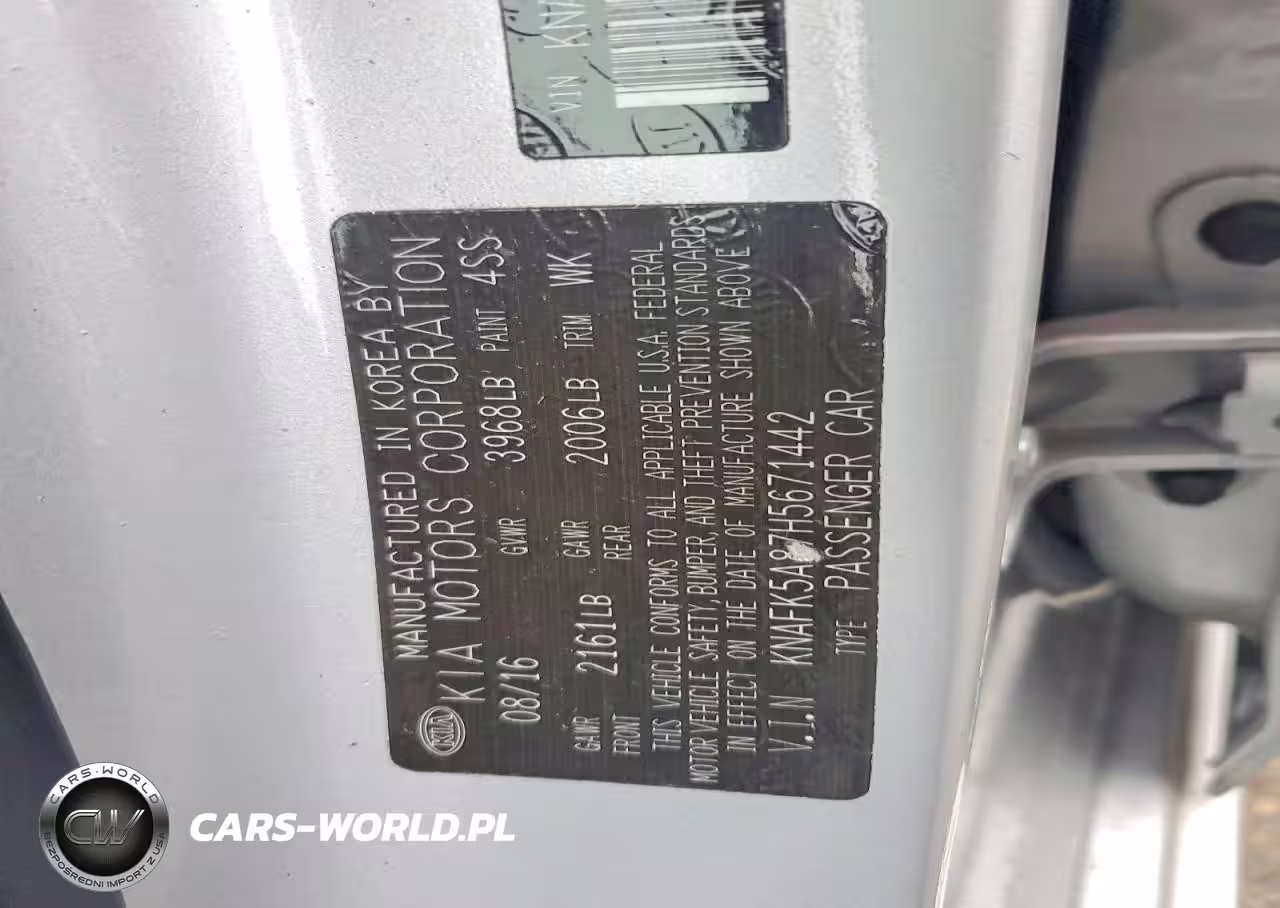 VIN KNA
MANUFACTURED IN KOREA BY
KIA KIA MOTORS CORPORATION
08/16 GVWR 3968LB PAINT 4SS
GAWR FRONT 2161LB GAWR REAR 2006LB TRIM WK
THIS VEHICLE CONFORMS TO ALL APPLICABLE U.S.A. FEDERAL
MOTOR VEHICLE SAFETY, BUMPER, AND THEFT PREVENTION STANDARDS
IN EFFECT ON THE DATE OF MANUFACTURE SHOWN ABOVE
V.I.N KNAFK5A87H5671442
TYPE PASSENGER CAR
CARS-WORLD
CW
BEZPOŚREDNI IMPORT Z USA
CARS-WORLD.PL